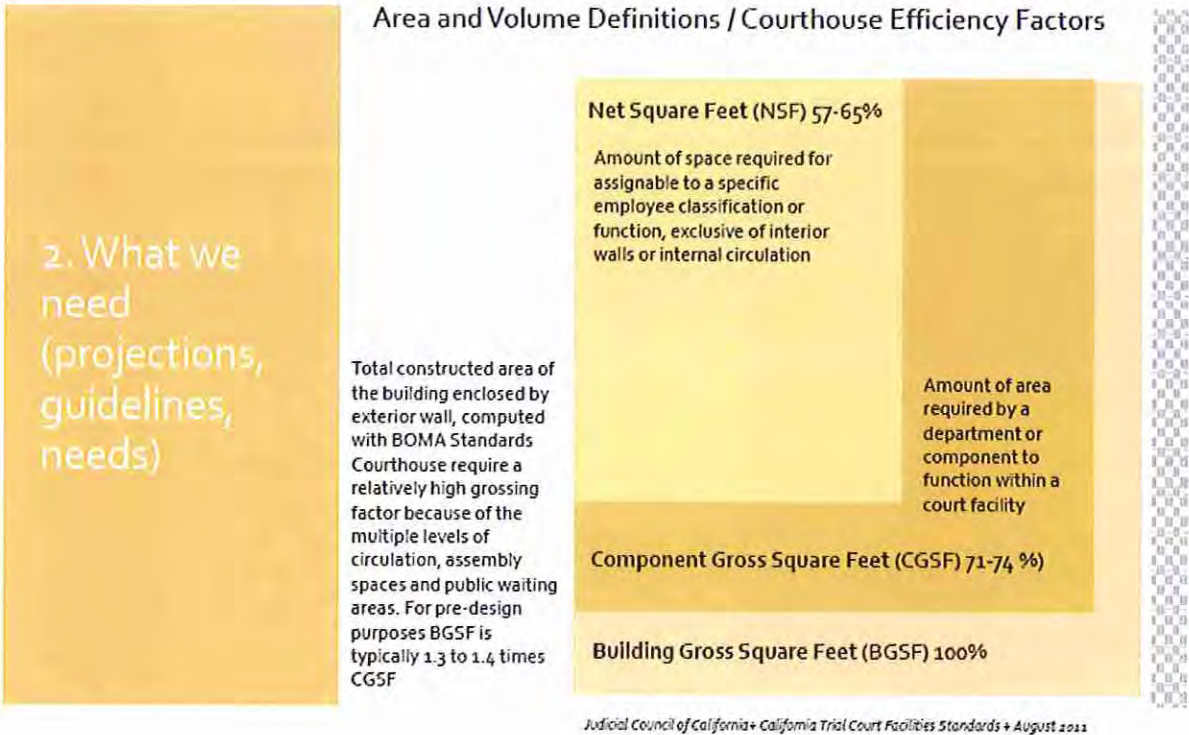 Area and Volume Definitions / Courthouse Efficiency Factors
2. What we
need
(projections,
guidelines,
needs)
Total constructed area of
the building enclosed by
exterior wall, computed
with BOMA Standards
Courthouse require a
relatively high grossing
factor because of the
multiple levels of
circulation, assembly
spaces and public waiting
areas. For pre-design
purposes BGSF is
typically 1.3 to 1.4 times
CGSF
Net Square Feet (NSF) 57-65%
Amount of space required for
assignable to a specific
employee classification or
function, exclusive of interior
walls or internal circulation
Amount of area
required by a
department or
component to
function within a
court facility
Component Gross Square Feet (CGSF) 71-74 %)
Building Gross Square Feet (BGSF) 100%
Judicial Council of California+ California Trial Court Facilities Standards + August 2011